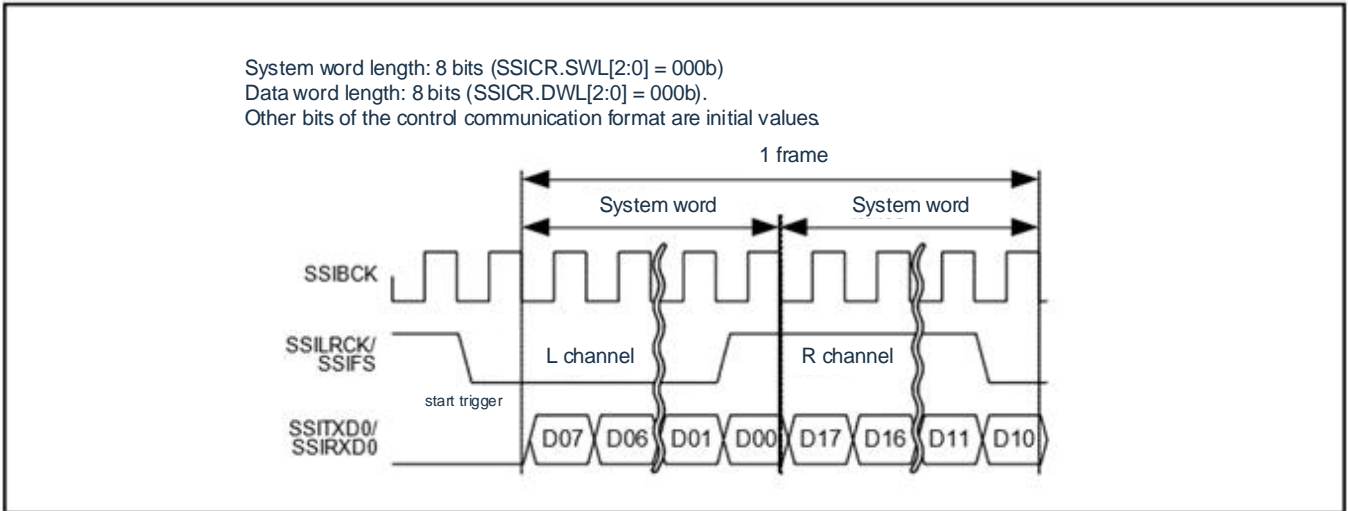 System word length: 8 bits (SSICR.SWL[2:0] = 000b)
Data word length: 8 bits (SSICR.DWL[2:0] = 000b).
Other bits of the control communication format are initial values.
1 frame
System word System word
SSIBCK
SSILRCK/
SSIFS
L channel R channel
start trigger
SSITXD0/
SSIRXD0
D07 D06 D01 D00 D17 D16 D11 D10